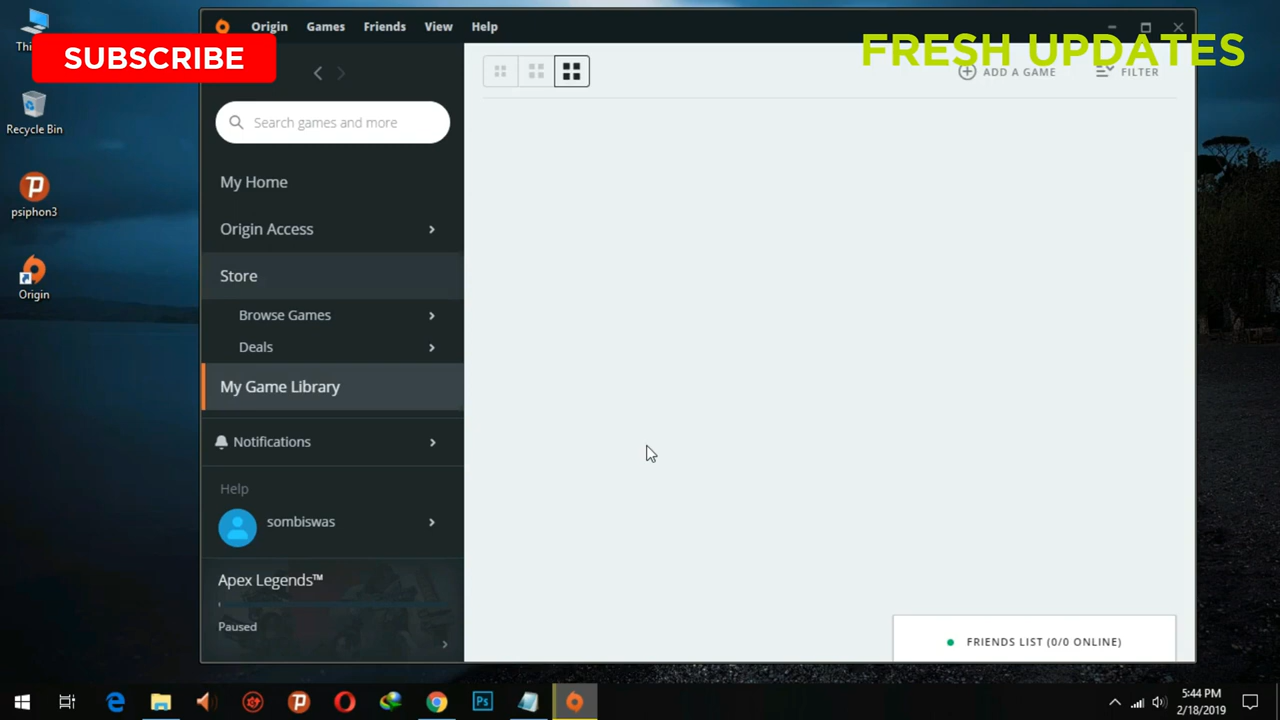 Origin Games Friends View Help
Thi
SUBSCRIBE
FRESH UPDATES
ADD A GAME
FILTER
Search games and more
Recycle Bin
psiphon3
Origin
My Home
Origin Access
Store
Browse Games
Deals
My Game Library
Notifications
Help
sombiswas
Apex Legends™
Paused
FRIENDS LIST (0/0 ONLINE)
Ps
5:44 PM
2/18/2019